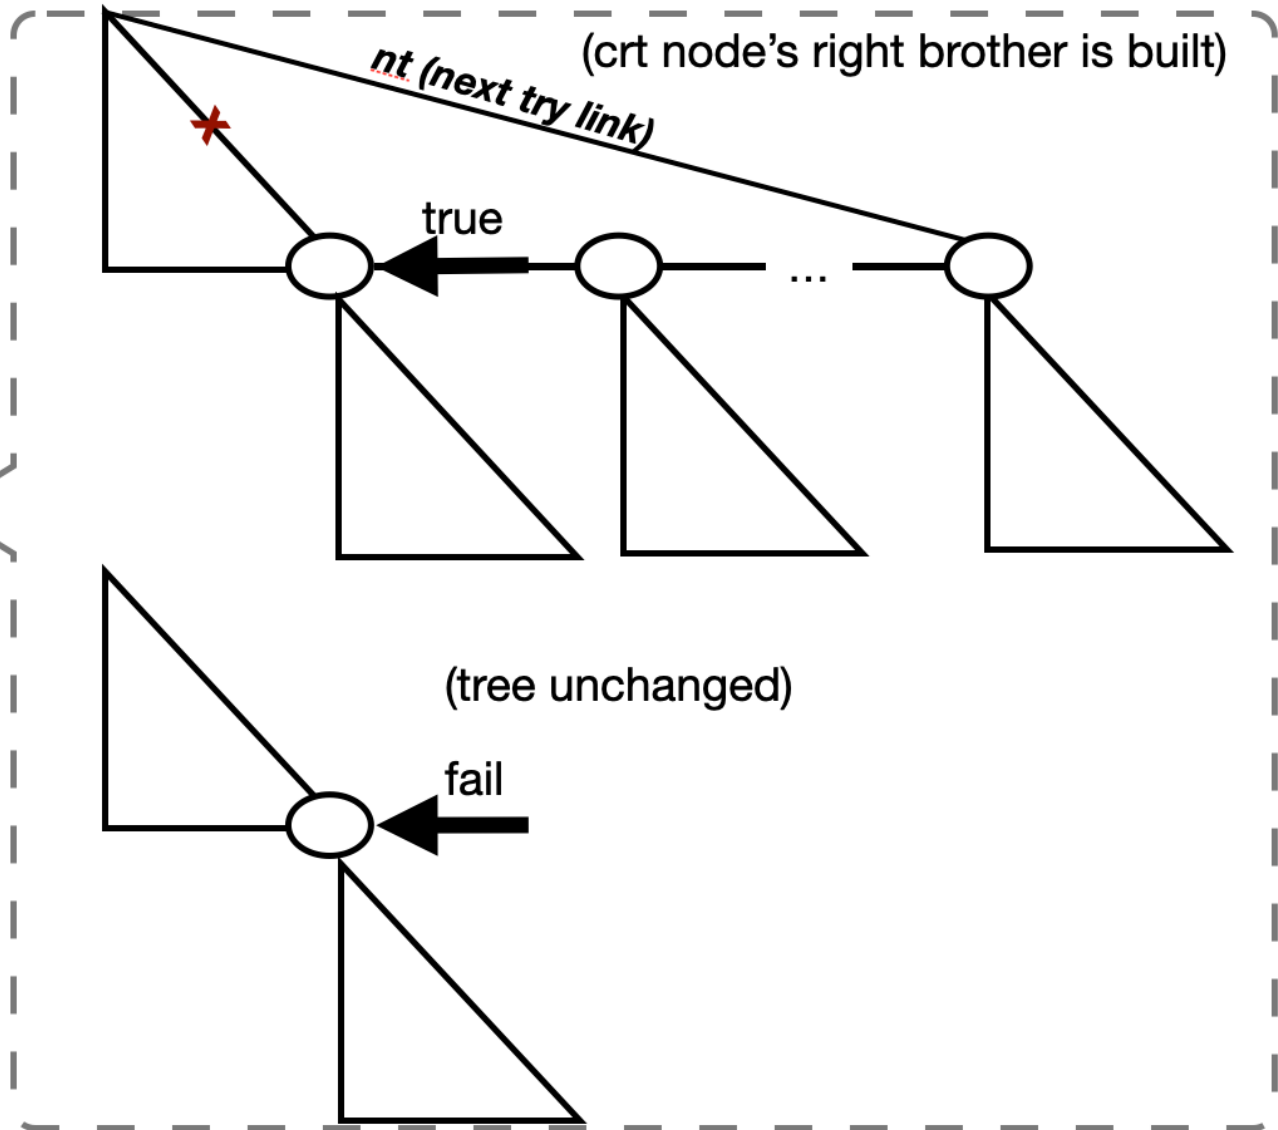 (crt node's right brother is built)
nt (next try link)
true
...
(tree unchanged)
fail